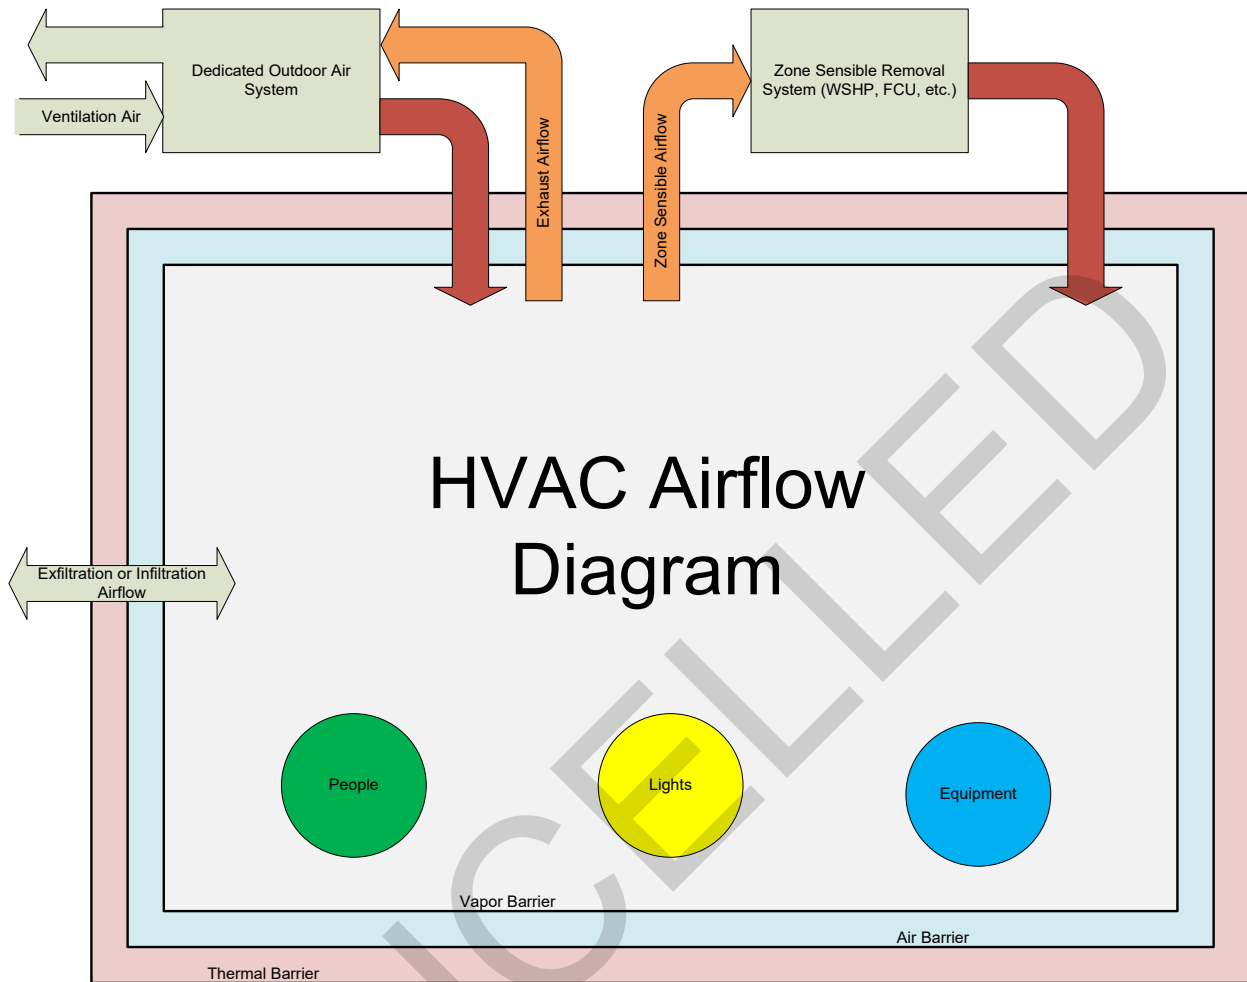 Dedicated Outdoor Air
System
Zone Sensible Removal
System (WSHP, FCU, etc.)
Ventilation Air
Exhaust Airflow
Zone Sensible Airflow
HVAC Airflow
Diagram
Exfiltration or Infiltration
Airflow
People
Lights
Equipment
Vapor Barrier
Air Barrier
Thermal Barrier
NCELLED